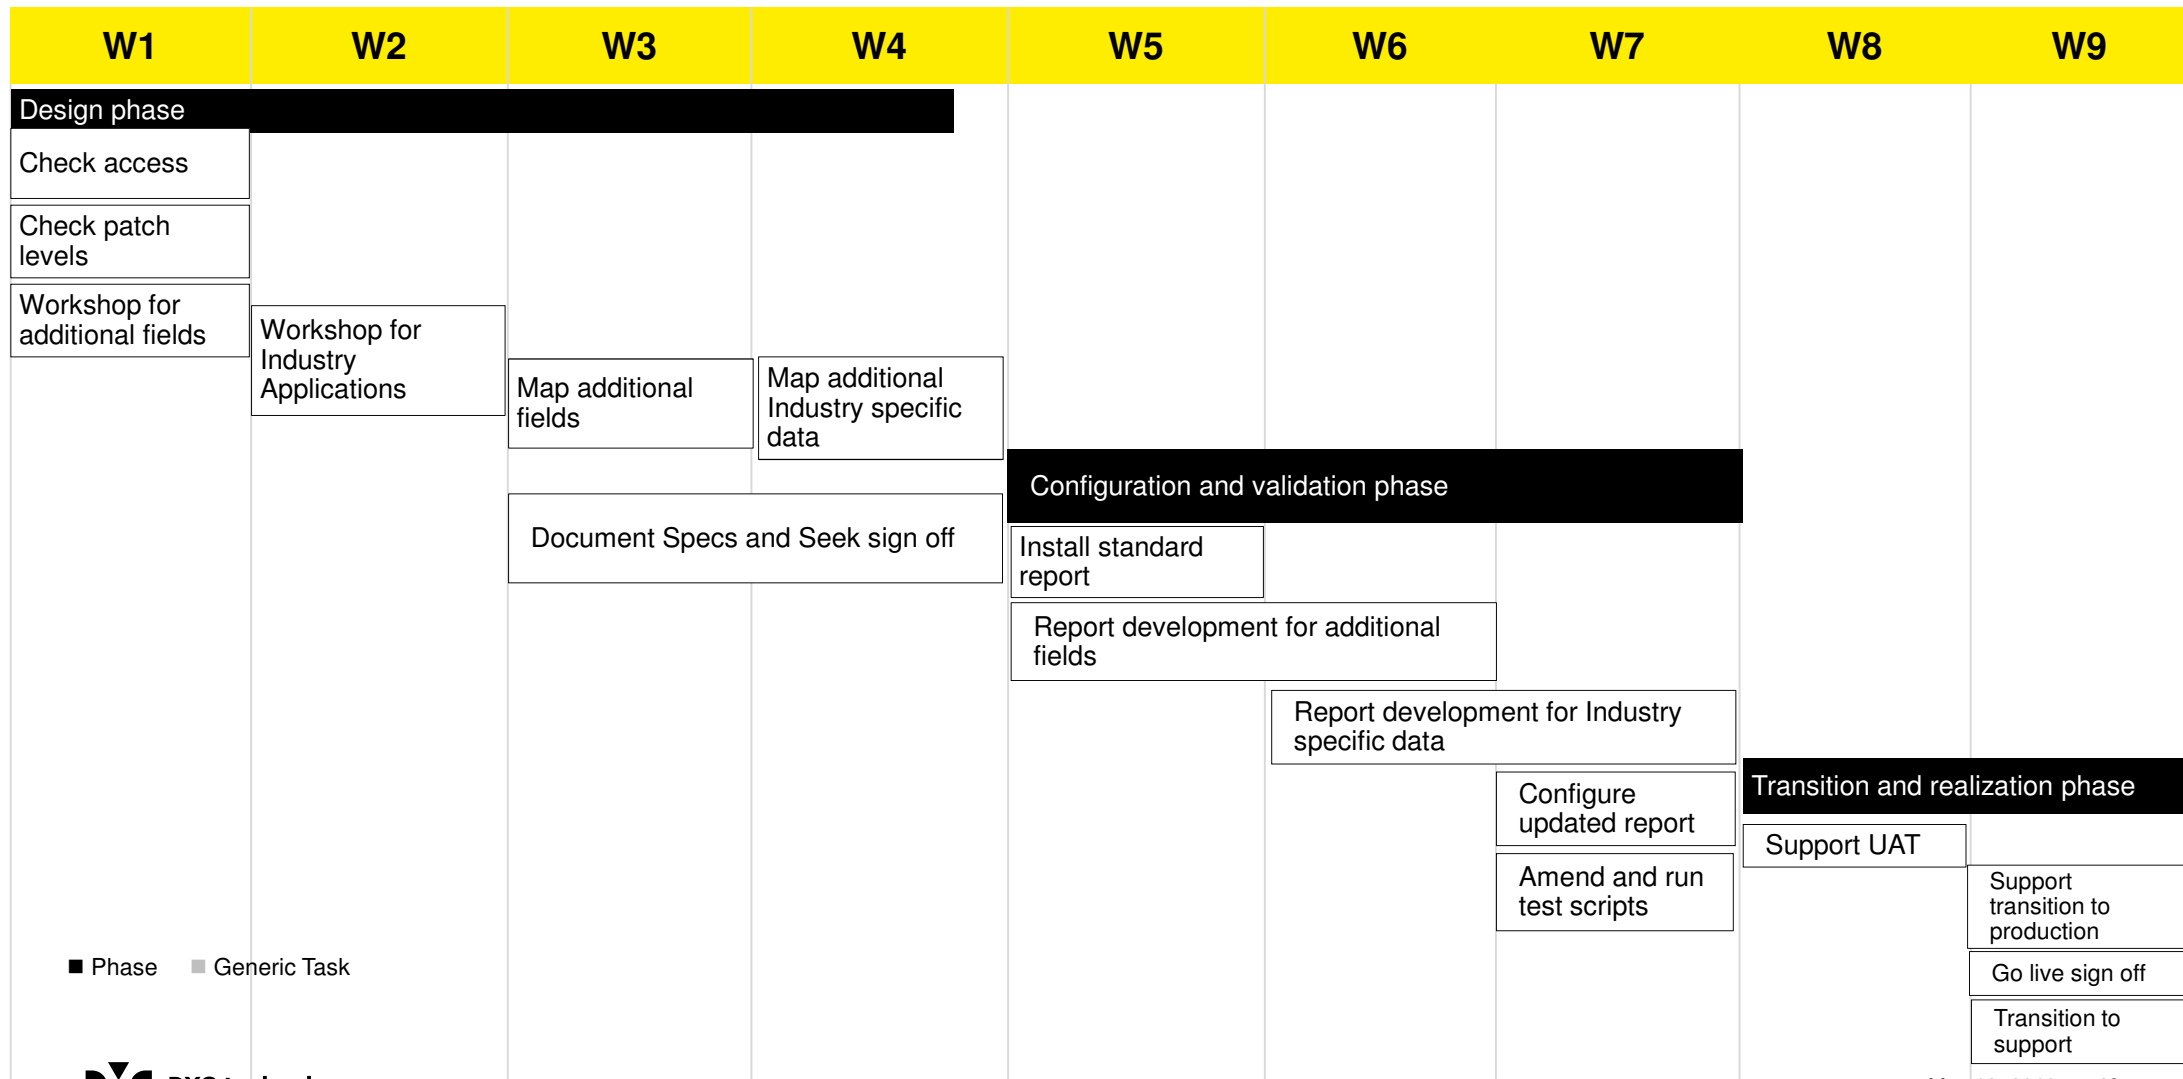 W1 W2 W3 W4 W5 W6 W7 W8 W9
Design phase
Check access
Check patch
levels
Workshop for
additional fields
Workshop for
Industry
Applications
Map additional
fields
Map additional
Industry specific
data
Document Specs and Seek sign off
Configuration and validation phase
Install standard
report
Report development for additional
fields
Report development for Industry
specific data
Configure
updated report
Amend and run
test scripts
Transition and realization phase
Support UAT
Support
transition to
production
Go live sign off
Transition to
support
Phase Generic Task